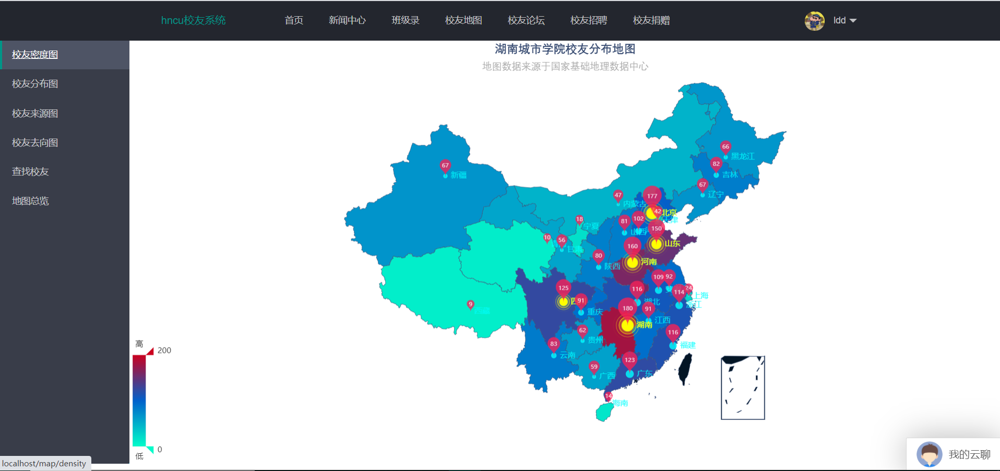 hncu校友系统
首页
新闻中心
班级录
校友地图
校友论坛
校友招聘
校友捐赠
ldd
校友密度图
校友分布图
校友来源图
校友去向图
查找校友
地图总览
湖南城市学院校友分布地图
地图数据来源于国家基础地理数据中心
66
黑龙江
82
吉林
67
新疆
67
辽宁
47
内蒙古
177
北京
42
天津
18
宁夏
81
山西
102
150
山东
10
56
甘肃
160
河南
80
陕西
109
92
116
湖北
114
浙江
24
上海
125
四川
91
重庆
9
西藏
180
湖南
91
江西
62
贵州
116
福建
83
云南
123
广东
59
广西
14
海南
高
200
0
低
localhost/map/density
我的云聊